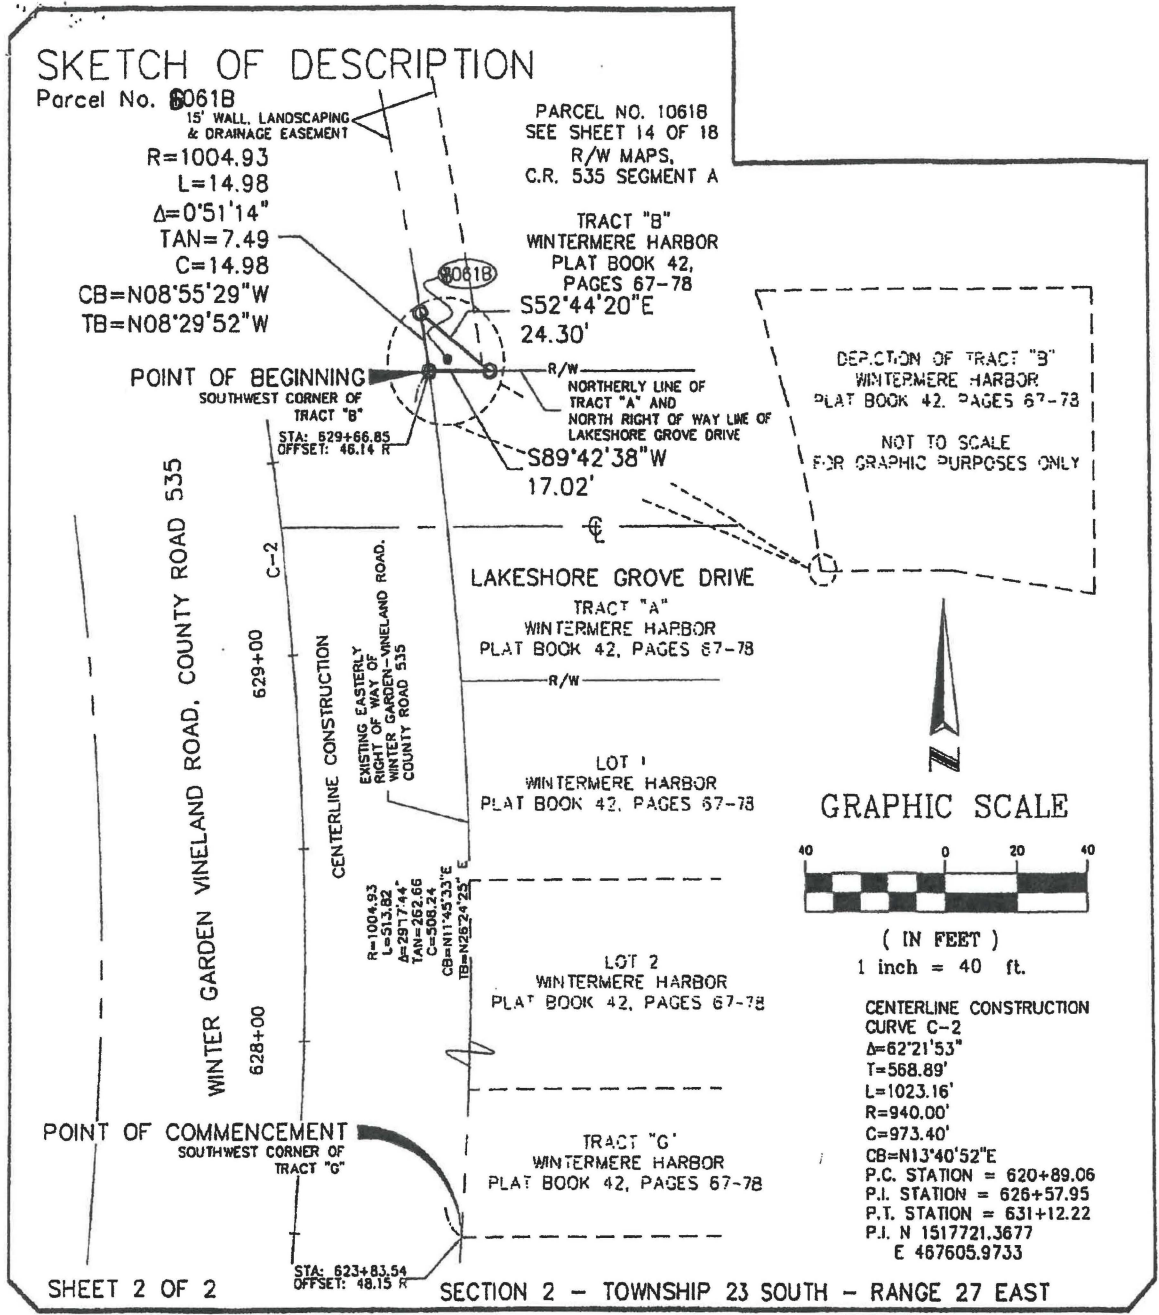 SKETCH OF DESCRIPTION
Parcel No. 8061B
15' WALL, LANDSCAPING
& DRAINAGE EASEMENT
R=1004.93
L=14.98
Δ=0°51'14"
TAN=7.49
C=14.98
CB=N08°55'29"W
TB=N08°29'52"W
PARCEL NO. 1061B
SEE SHEET 14 OF 18
R/W MAPS,
C.R. 535 SEGMENT A
TRACT "B"
WINTERMERE HARBOR
PLAT BOOK 42,
PAGES 67-78
8061B
S52°44'20"E
24.30'
POINT OF BEGINNING
SOUTHWEST CORNER OF
TRACT "B"
STA: 629+66.85
OFFSET: 46.14 R
R/W
NORTHERLY LINE OF
TRACT "A" AND
NORTH RIGHT OF WAY LINE OF
LAKESHORE GROVE DRIVE
S89°42'38"W
17.02'
DEPICTION OF TRACT "B"
WINTERMERE HARBOR
PLAT BOOK 42, PAGES 67-78
NOT TO SCALE
FOR GRAPHIC PURPOSES ONLY
WINTER GARDEN VINELAND ROAD, COUNTY ROAD 535
C-2
629+00
628+00
CENTERLINE CONSTRUCTION
EXISTING EASTERLY
RIGHT OF WAY OF
WINTER GARDEN-VINELAND ROAD.
COUNTY ROAD 535
℄
LAKESHORE GROVE DRIVE
TRACT "A"
WINTERMERE HARBOR
PLAT BOOK 42, PAGES 67-78
R/W
LOT 1
WINTERMERE HARBOR
PLAT BOOK 42, PAGES 67-78
R=1004.93
L=513.82
Δ=29°17'44"
TAN=262.66
C=508.24
CB=N11°45'33"E
TB=N26°24'25" E
LOT 2
WINTERMERE HARBOR
PLAT BOOK 42, PAGES 67-78
N
GRAPHIC SCALE
40 0 20 40
( IN FEET )
1 inch = 40 ft.
POINT OF COMMENCEMENT
SOUTHWEST CORNER OF
TRACT "G"
TRACT "G"
WINTERMERE HARBOR
PLAT BOOK 42, PAGES 67-78
CENTERLINE CONSTRUCTION
CURVE C-2
Δ=62°21'53"
T=568.89'
L=1023.16'
R=940.00'
C=973.40'
CB=N13°40'52"E
P.C. STATION = 620+89.06
P.I. STATION = 626+57.95
P.T. STATION = 631+12.22
P.I. N 1517721.3677
E 467605.9733
STA: 623+83.54
OFFSET: 48.15 R
SHEET 2 OF 2
SECTION 2 - TOWNSHIP 23 SOUTH - RANGE 27 EAST